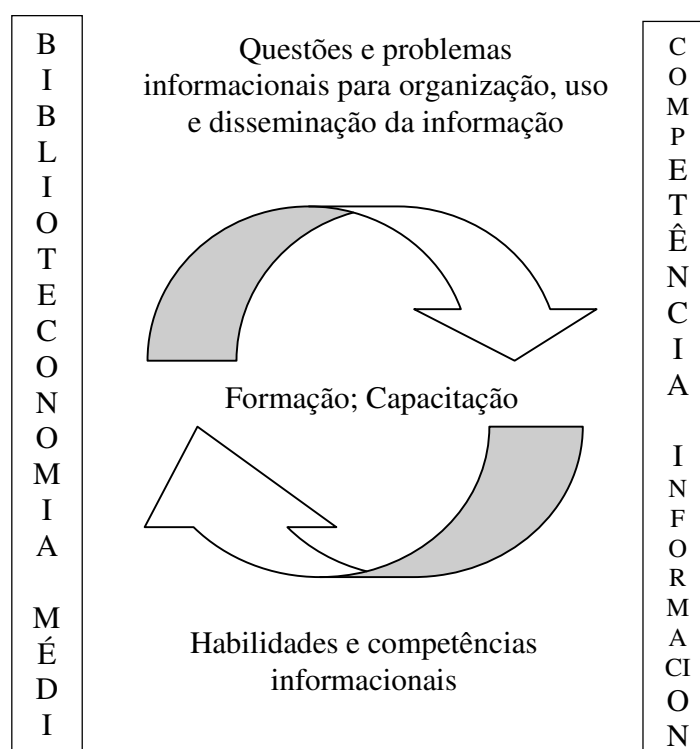 BIBLIOTECONOMIA MÉDI
Questões e problemas
informacionais para organização, uso
e disseminação da informação
Formação; Capacitação
Habilidades e competências
informacionais
COMPETÊNCIA INFORMACION